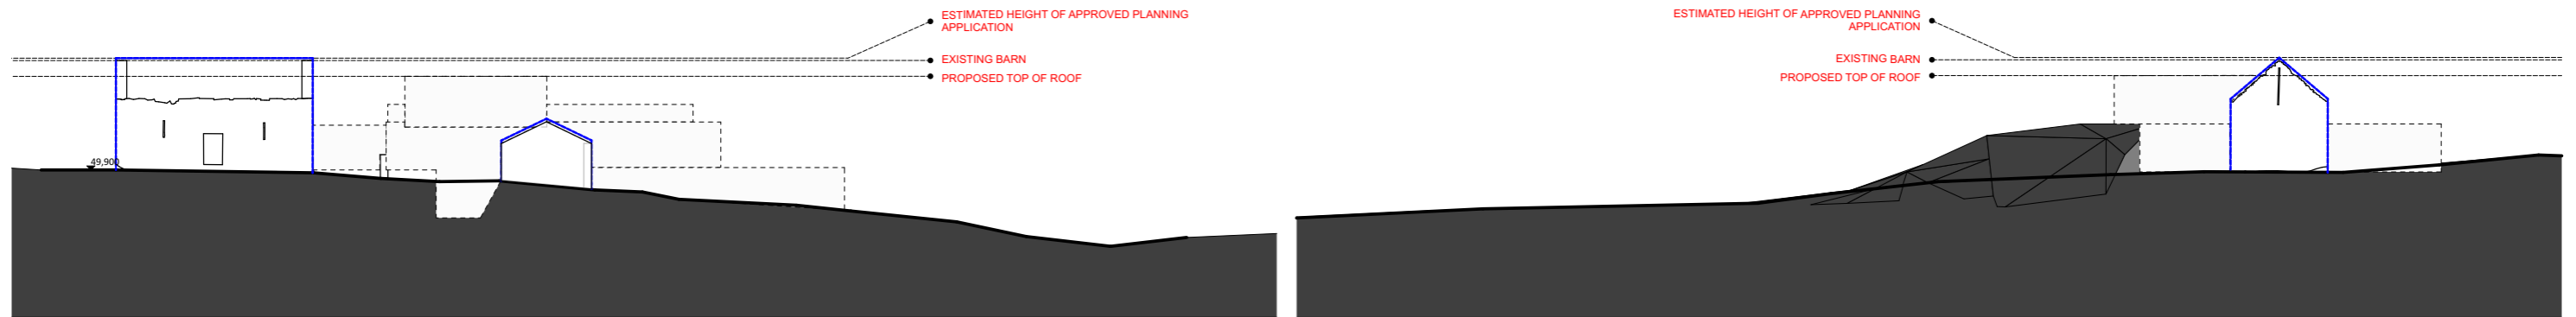 ESTIMATED HEIGHT OF APPROVED PLANNING
APPLICATION
EXISTING BARN
PROPOSED TOP OF ROOF
49,900
ESTIMATED HEIGHT OF APPROVED PLANNING
APPLICATION
EXISTING BARN
PROPOSED TOP OF ROOF